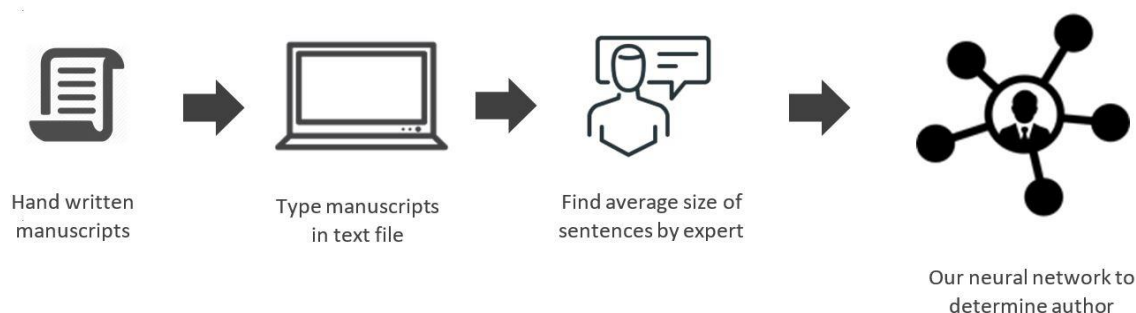 Hand written
manuscripts
Type manuscripts
in text file
Find average size of
sentences by expert
Our neural network to
determine author